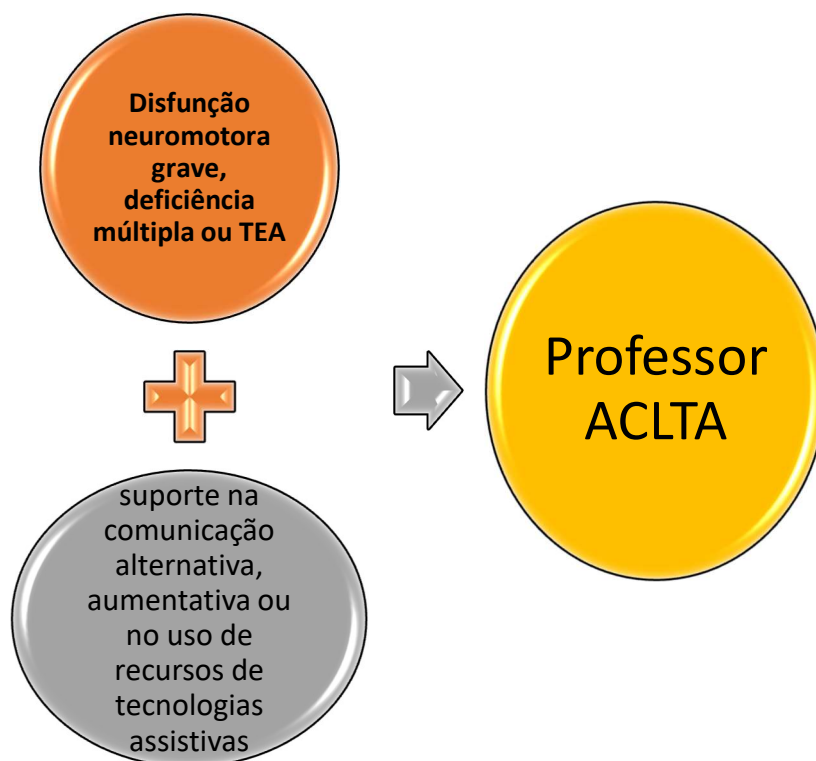 Disfunção
neuromotora
grave,
deficiência
múltipla ou TEA
suporte na
comunicação
alternativa,
aumentativa ou
no uso de
recursos de
tecnologias
assistivas
Professor
ACLTA